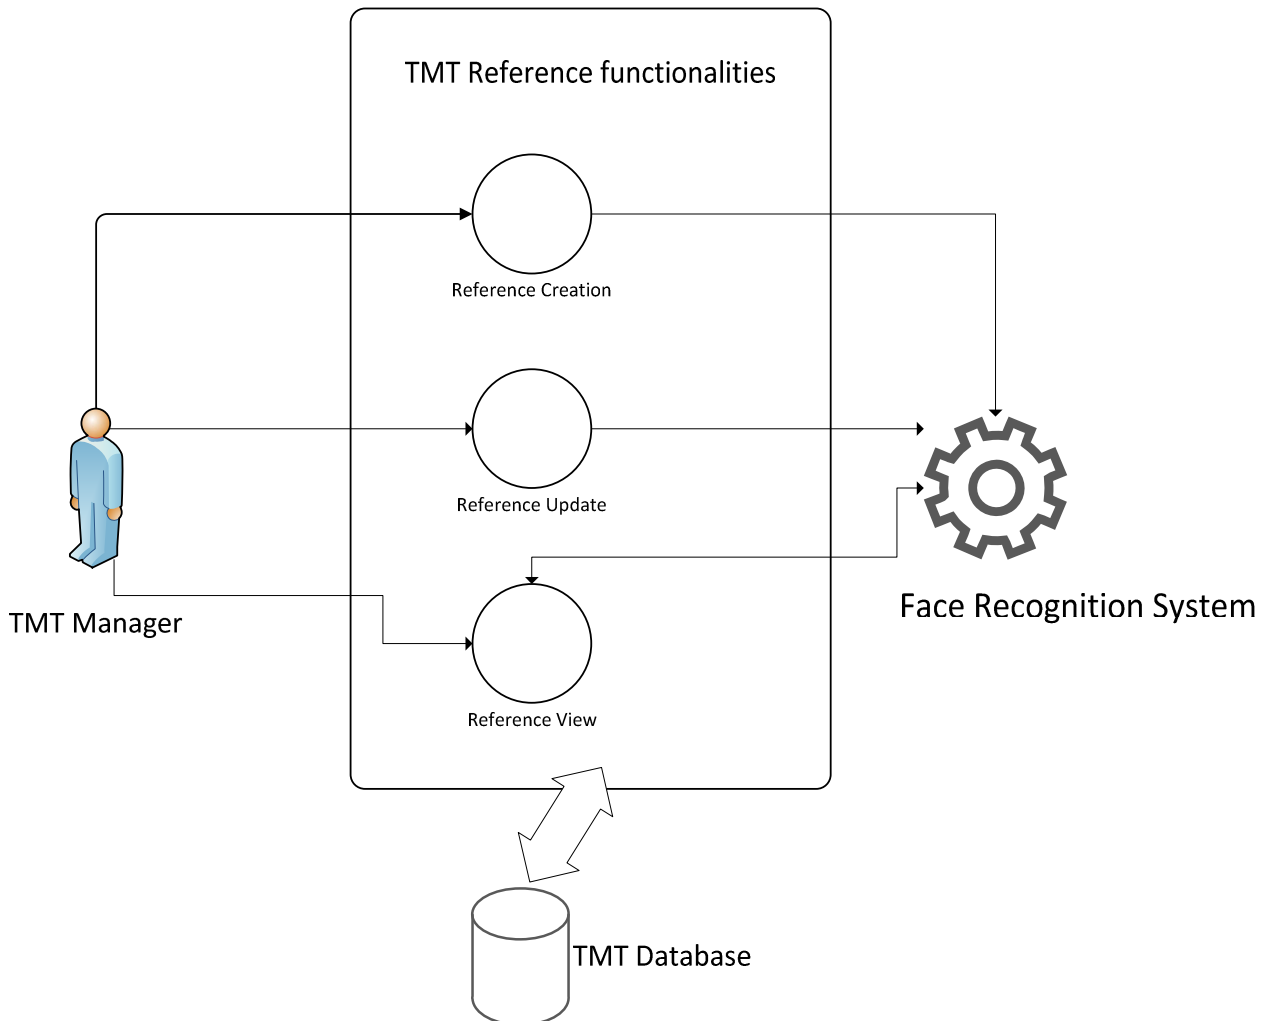 TMT Reference functionalities
Reference Creation
Reference Update
Reference View
TMT Manager
Face Recognition System
TMT Database